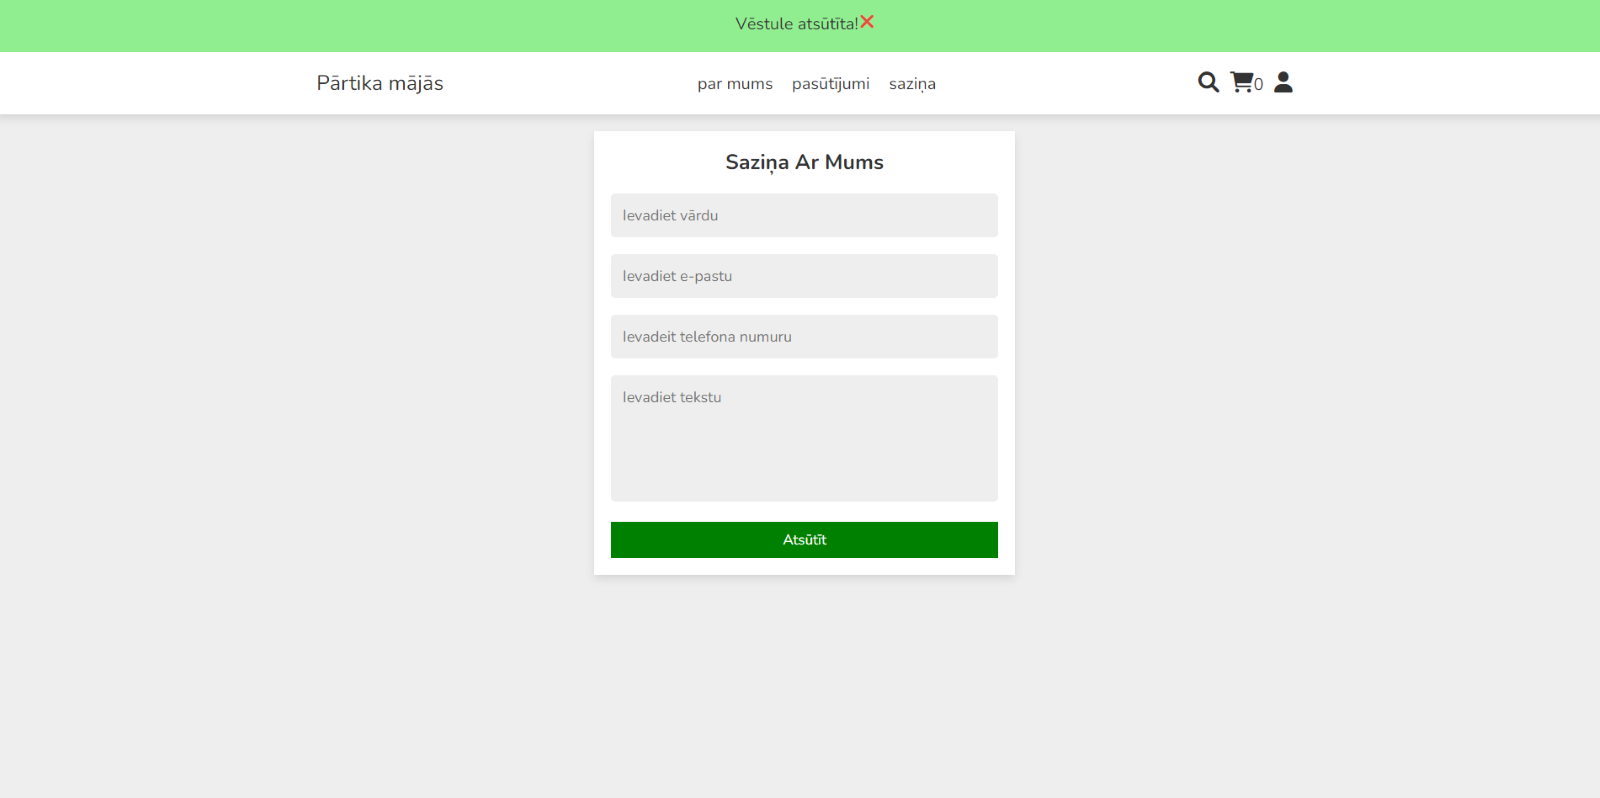 Vēstule atsūtīta!
Pārtika mājās par mums pasūtījumi saziņa 0
Saziņa Ar Mums
Ievadiet vārdu
Ievadiet e-pastu
Ievadeit telefona numuru
Ievadiet tekstu
Atsūtīt